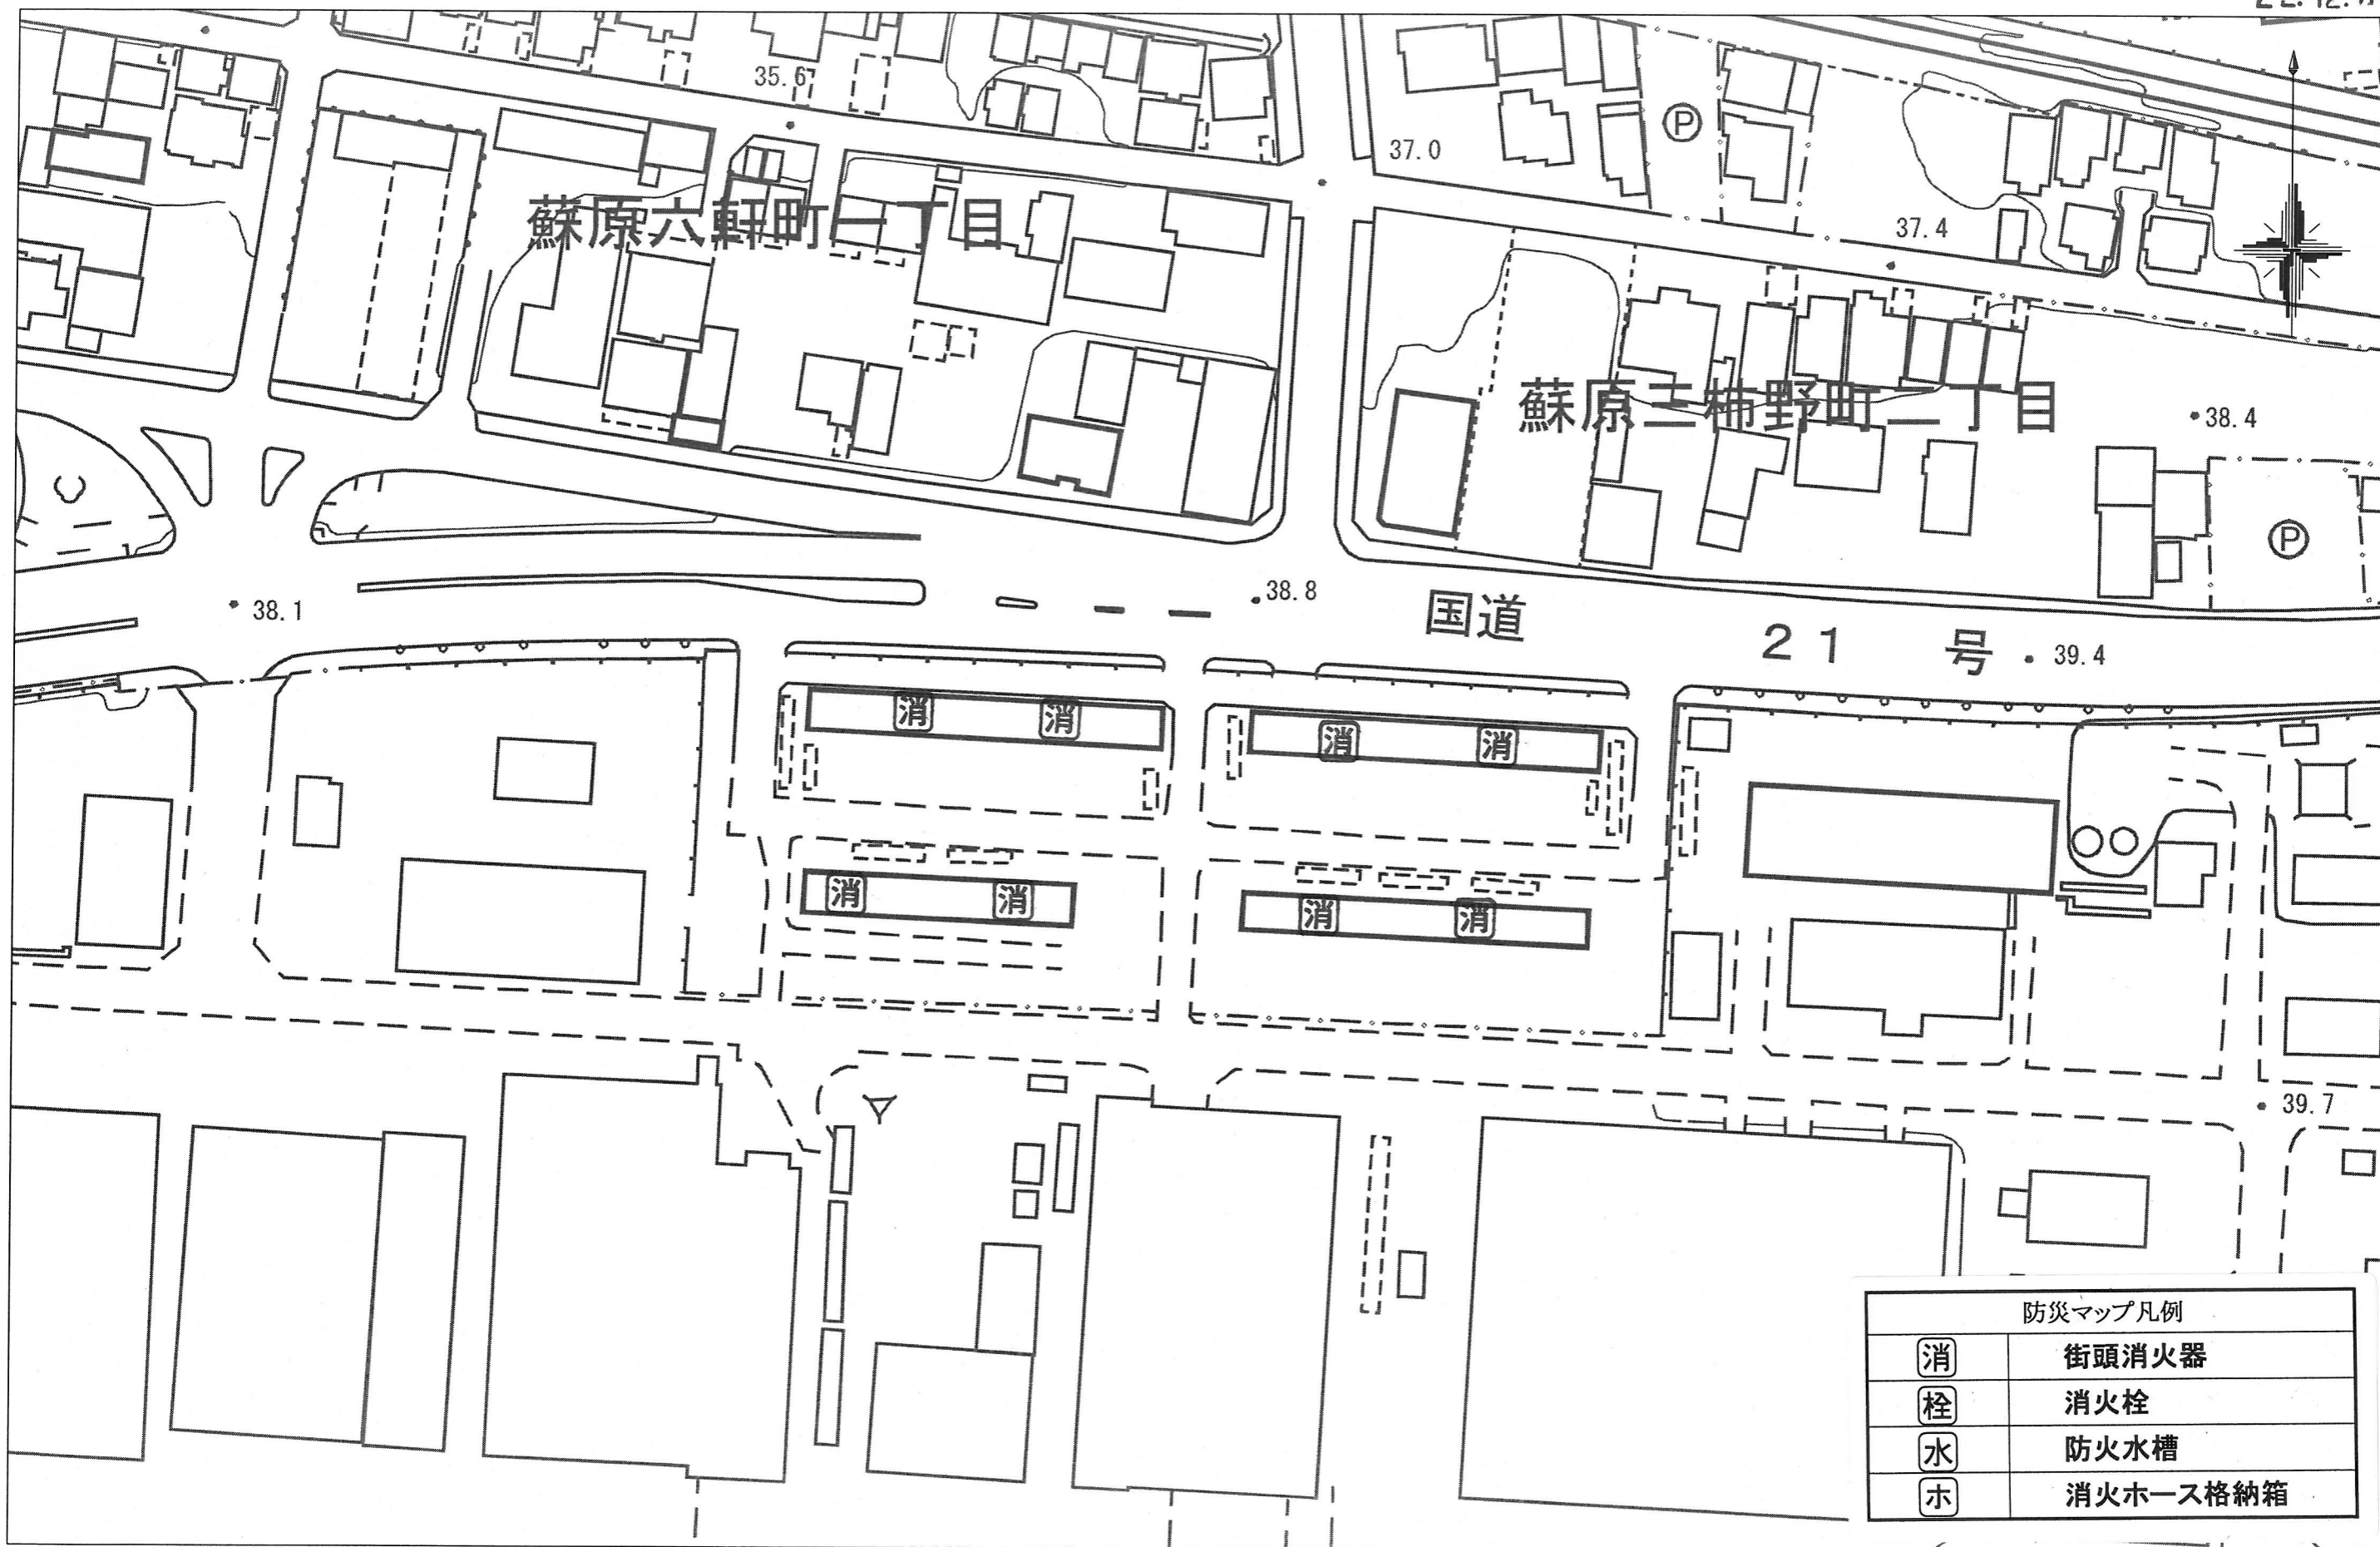 35.6
37.0
Ⓟ
蘇原六軒町一丁目
37.4
蘇原三柿野町二丁目
38.4
Ⓟ
38.1
38.8
国道 21 号
39.4
消 消 消 消
消 消 消 消
39.7
防災マップ凡例
消 街頭消火器
栓 消火栓
水 防火水槽
ホ 消火ホース格納箱